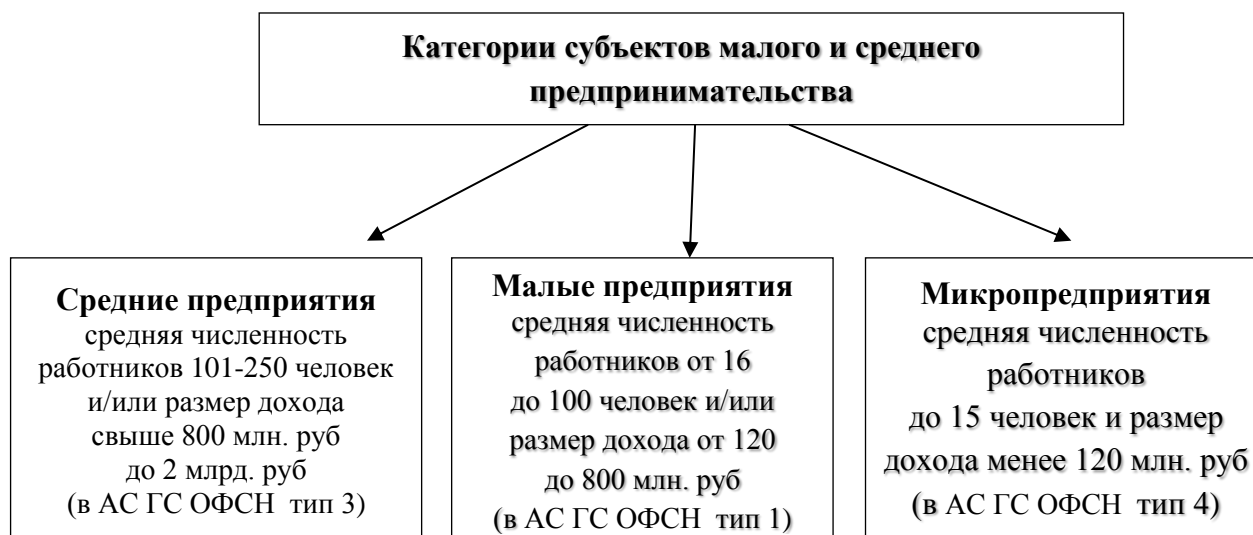 Категории субъектов малого и среднего
предпринимательства
Средние предприятия
средняя численность
работников 101-250 человек
и/или размер дохода
свыше 800 млн. руб
до 2 млрд. руб
(в АС ГС ОФСН тип 3)
Малые предприятия
средняя численность
работников от 16
до 100 человек и/или
размер дохода от 120
до 800 млн. руб
(в АС ГС ОФСН тип 1)
Микропредприятия
средняя численность
работников
до 15 человек и размер
дохода менее 120 млн. руб
(в АС ГС ОФСН тип 4)